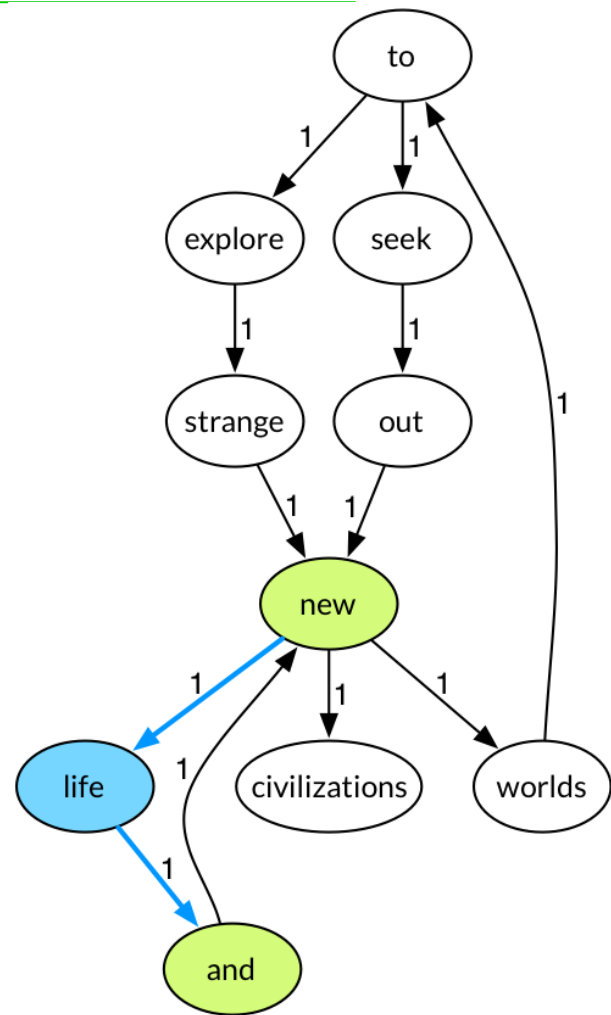 to
1
1
explore
seek
1
1
strange
out
1
1
new
1
1
1
1
1
life
civilizations
worlds
1
and